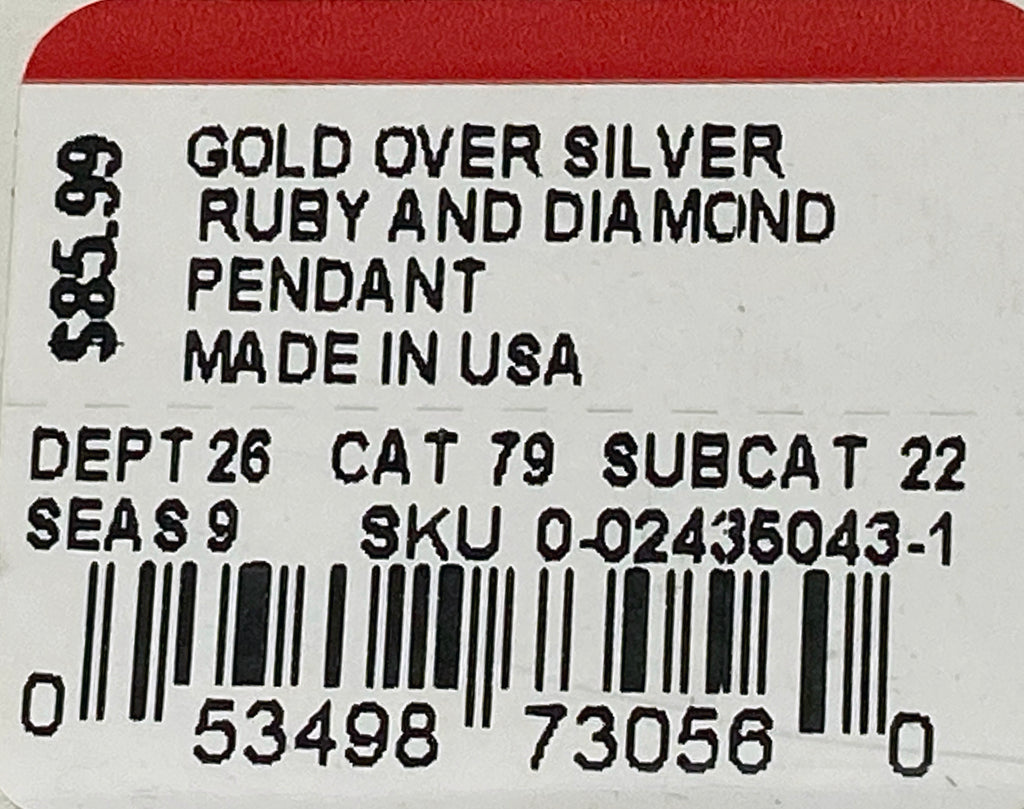 $85.99
GOLD OVER SILVER
RUBY AND DIAMOND
PENDANT
MADE IN USA
DEPT 26 CAT 79 SUBCAT 22
SEAS 9 SKU 0-02435043-1
0 53498 73056 0